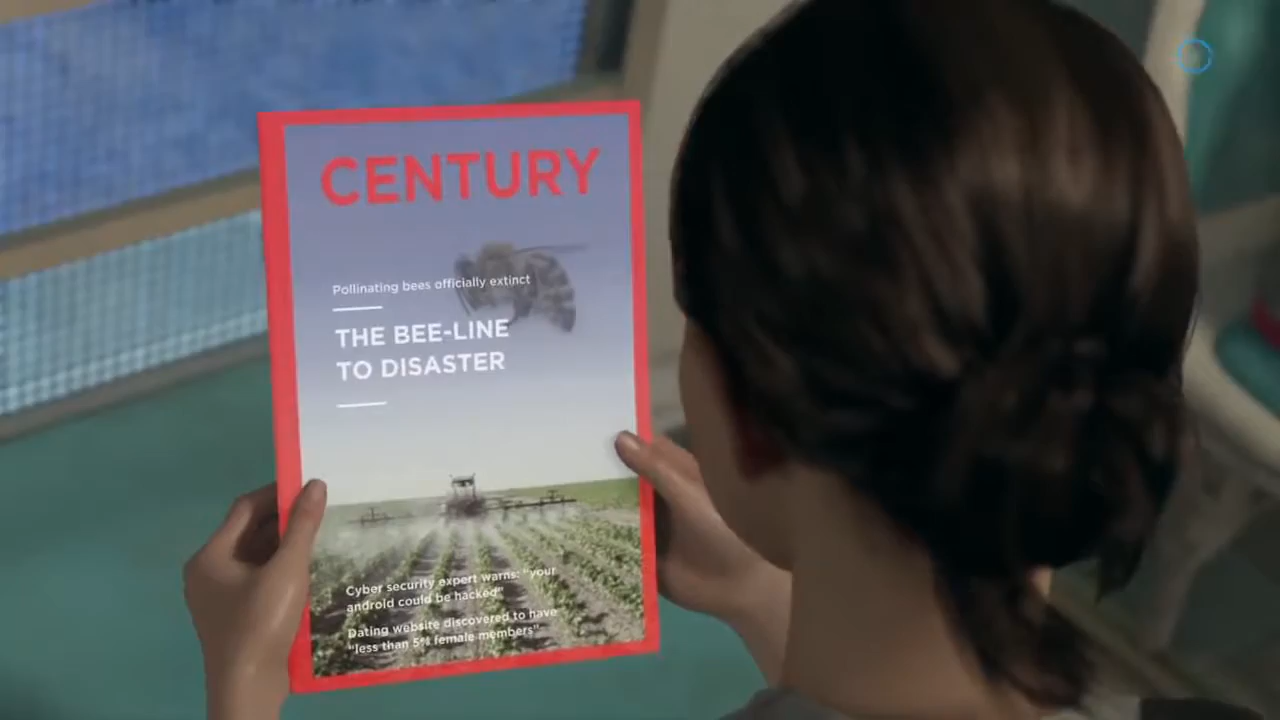 CENTURY
Pollinating bees officially extinct
THE BEE-LINE
TO DISASTER
Cyber security expert warns: "your
android could be hacked"
Dating website discovered to have
"less than 5% female members"